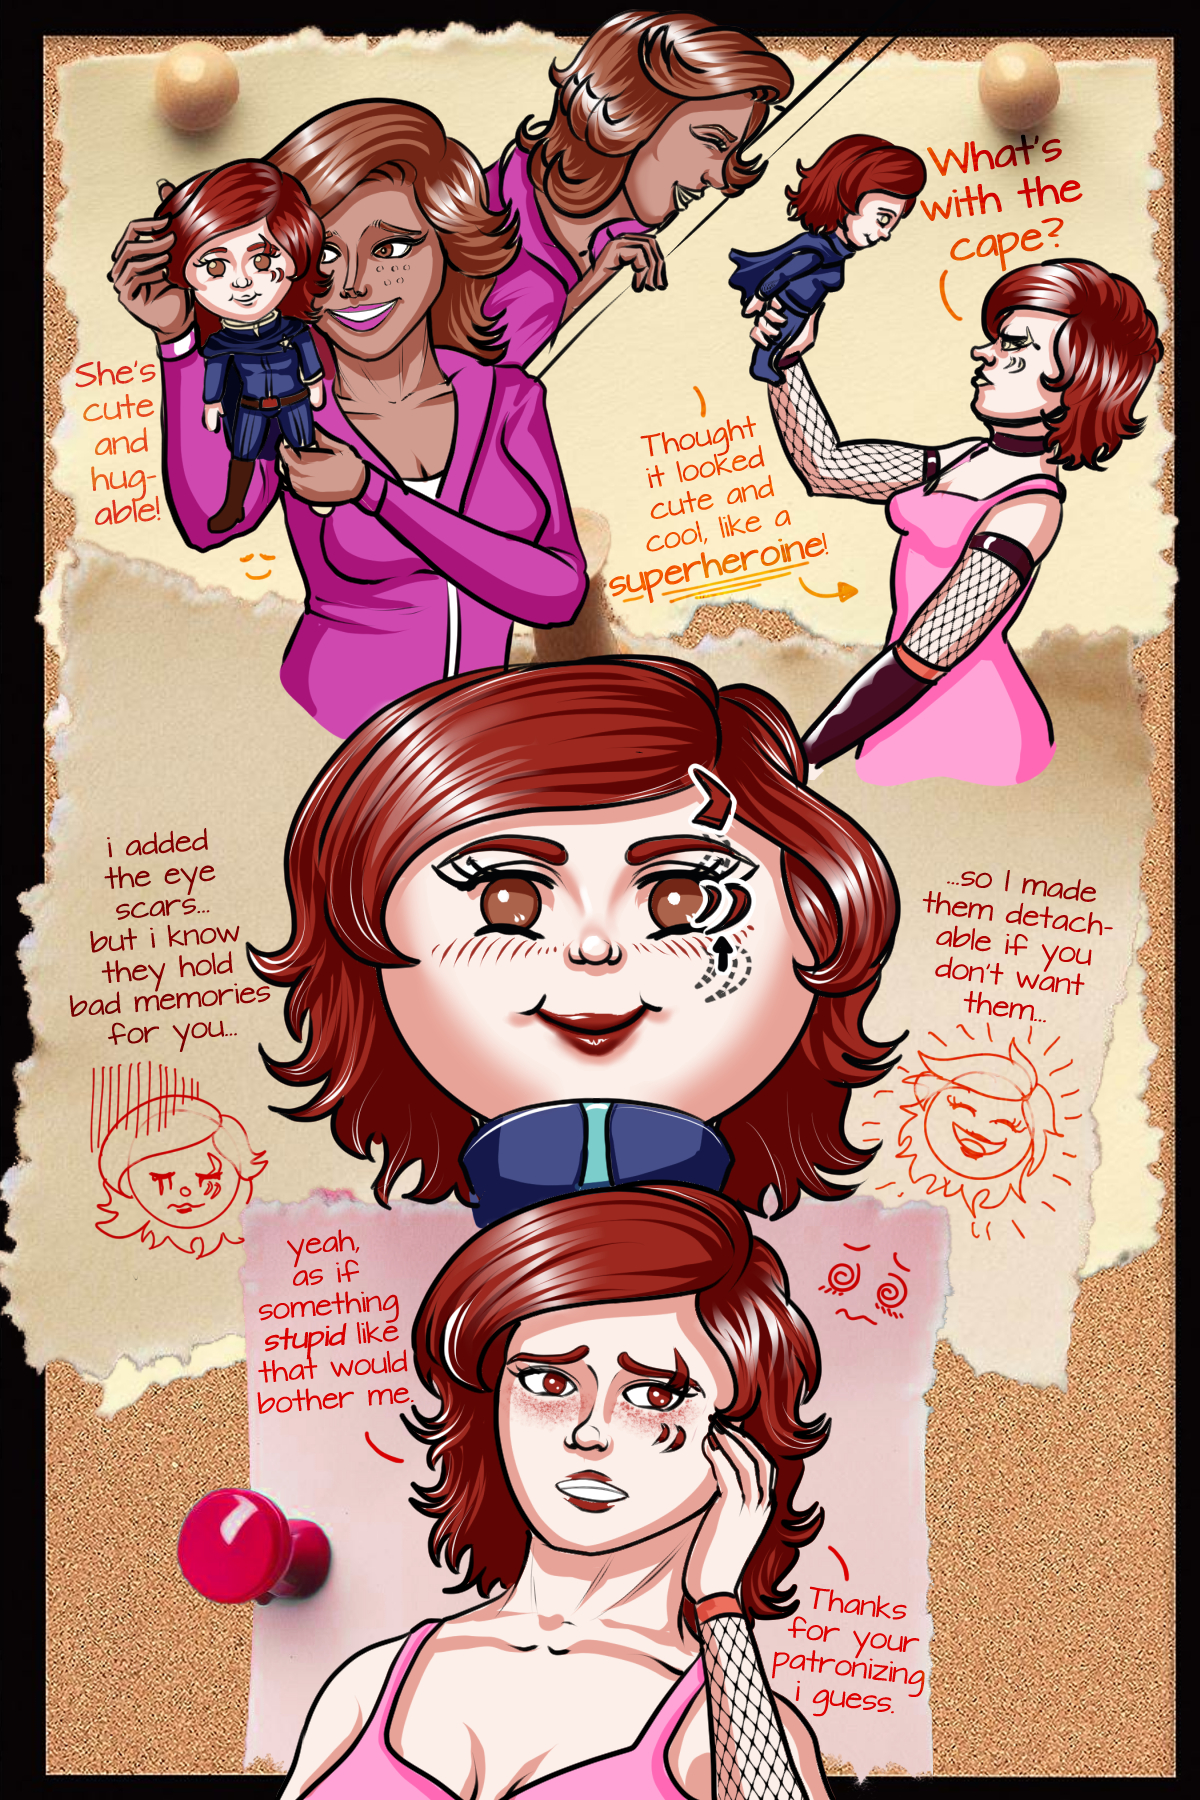 What's
with the
cape?
She's
cute
and
hug-
able!
Thought
it looked
cute and
cool, like a
superheroine!
i added
the eye
scars...
but i know
they hold
bad memories
for you...
...so I made
them detach-
able if you
don't want
them...
yeah,
as if
something
stupid like
that would
bother me.
Thanks
for your
patronizing
i guess.